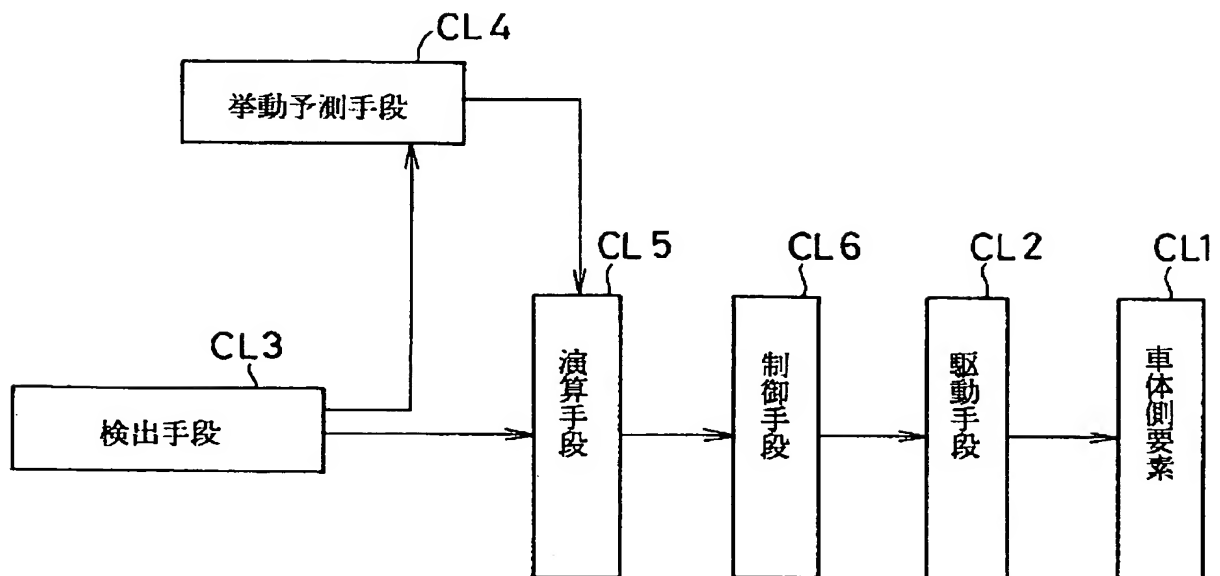 CL4
挙動予測手段
CL3
検出手段
CL5
演算手段
CL6
制御手段
CL2
駆動手段
CL1
車体側要素